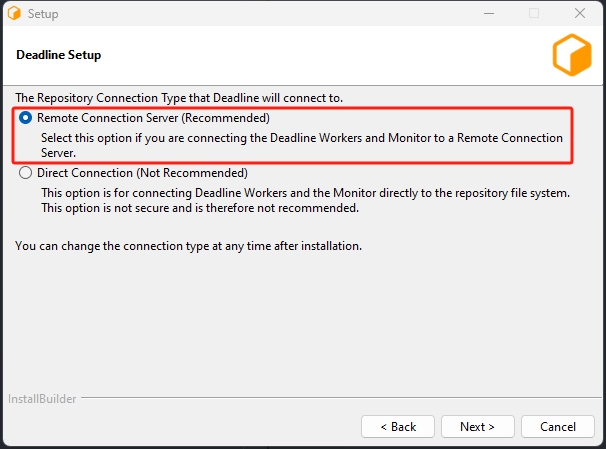 Setup
Deadline Setup
The Repository Connection Type that Deadline will connect to.
Remote Connection Server (Recommended)
Select this option if you are connecting the Deadline Workers and Monitor to a Remote Connection
Server.
Direct Connection (Not Recommended)
This option is for connecting Deadline Workers and the Monitor directly to the repository file system.
This option is not secure and is therefore not recommended.
You can change the connection type at any time after installation.
InstallBuilder
< Back
Next >
Cancel